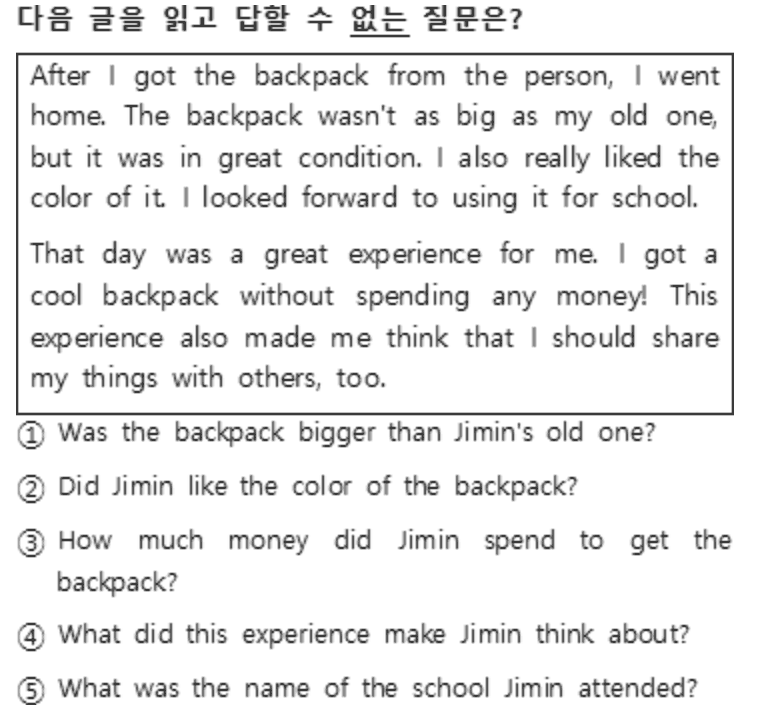 다음 글을 읽고 답할 수 없는 질문은?
After I got the backpack from the person, I went
home. The backpack wasn't as big as my old one,
but it was in great condition. I also really liked the
color of it. I looked forward to using it for school.
That day was a great experience for me. I got a
cool backpack without spending any money! This
experience also made me think that I should share
my things with others, too.
① Was the backpack bigger than Jimin's old one?
② Did Jimin like the color of the backpack?
③ How much money did Jimin spend to get the
backpack?
④ What did this experience make Jimin think about?
⑤ What was the name of the school Jimin attended?